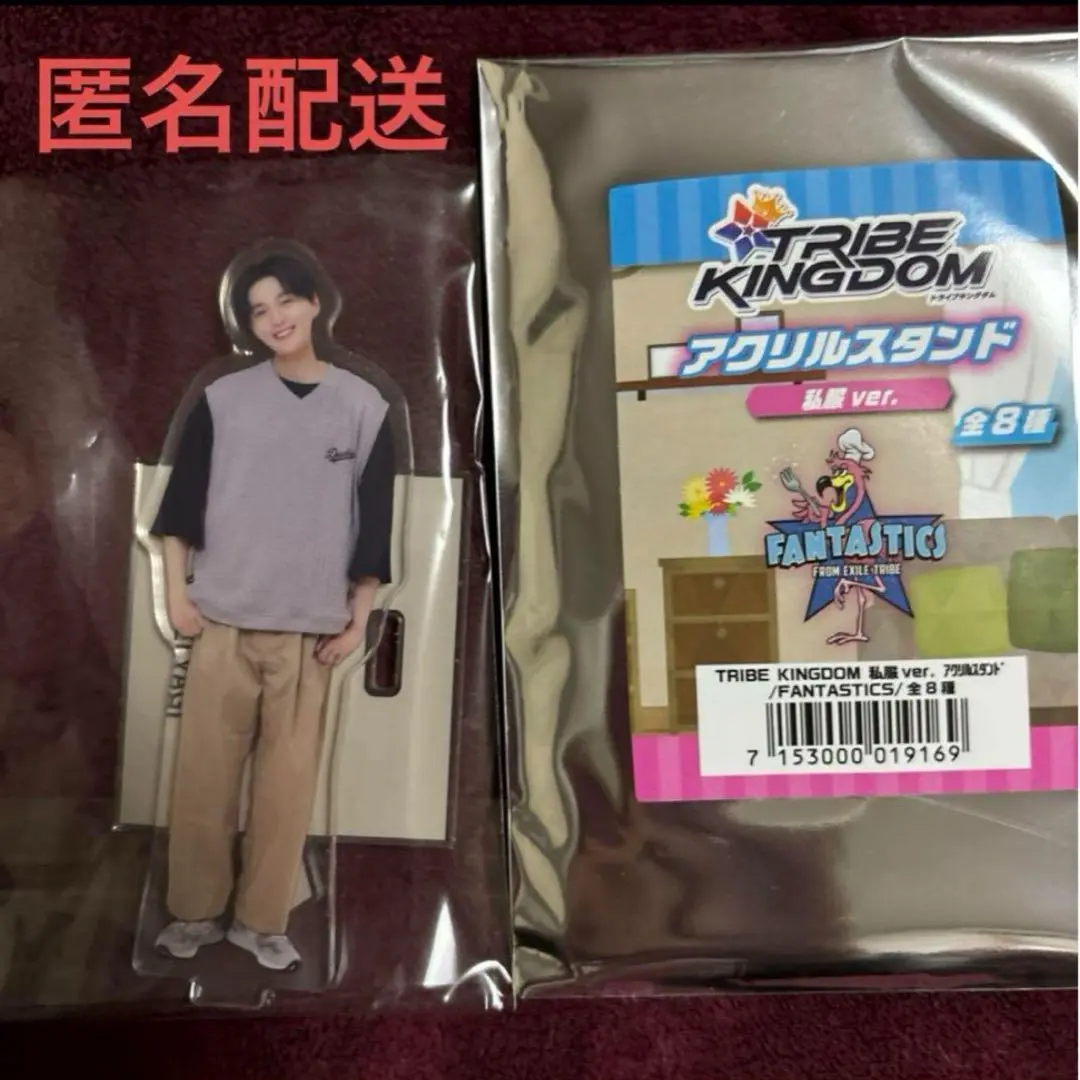 匿名配送
TRIBE
KINGDOM
トライブキングダム
アクリルスタンド
私服 ver.
全8種
FANTASTICS
FROM EXILE TRIBE
TRIBE KINGDOM 私服 ver. アクリルスタンド
/FANTASTICS/全8種
7 153000 019169